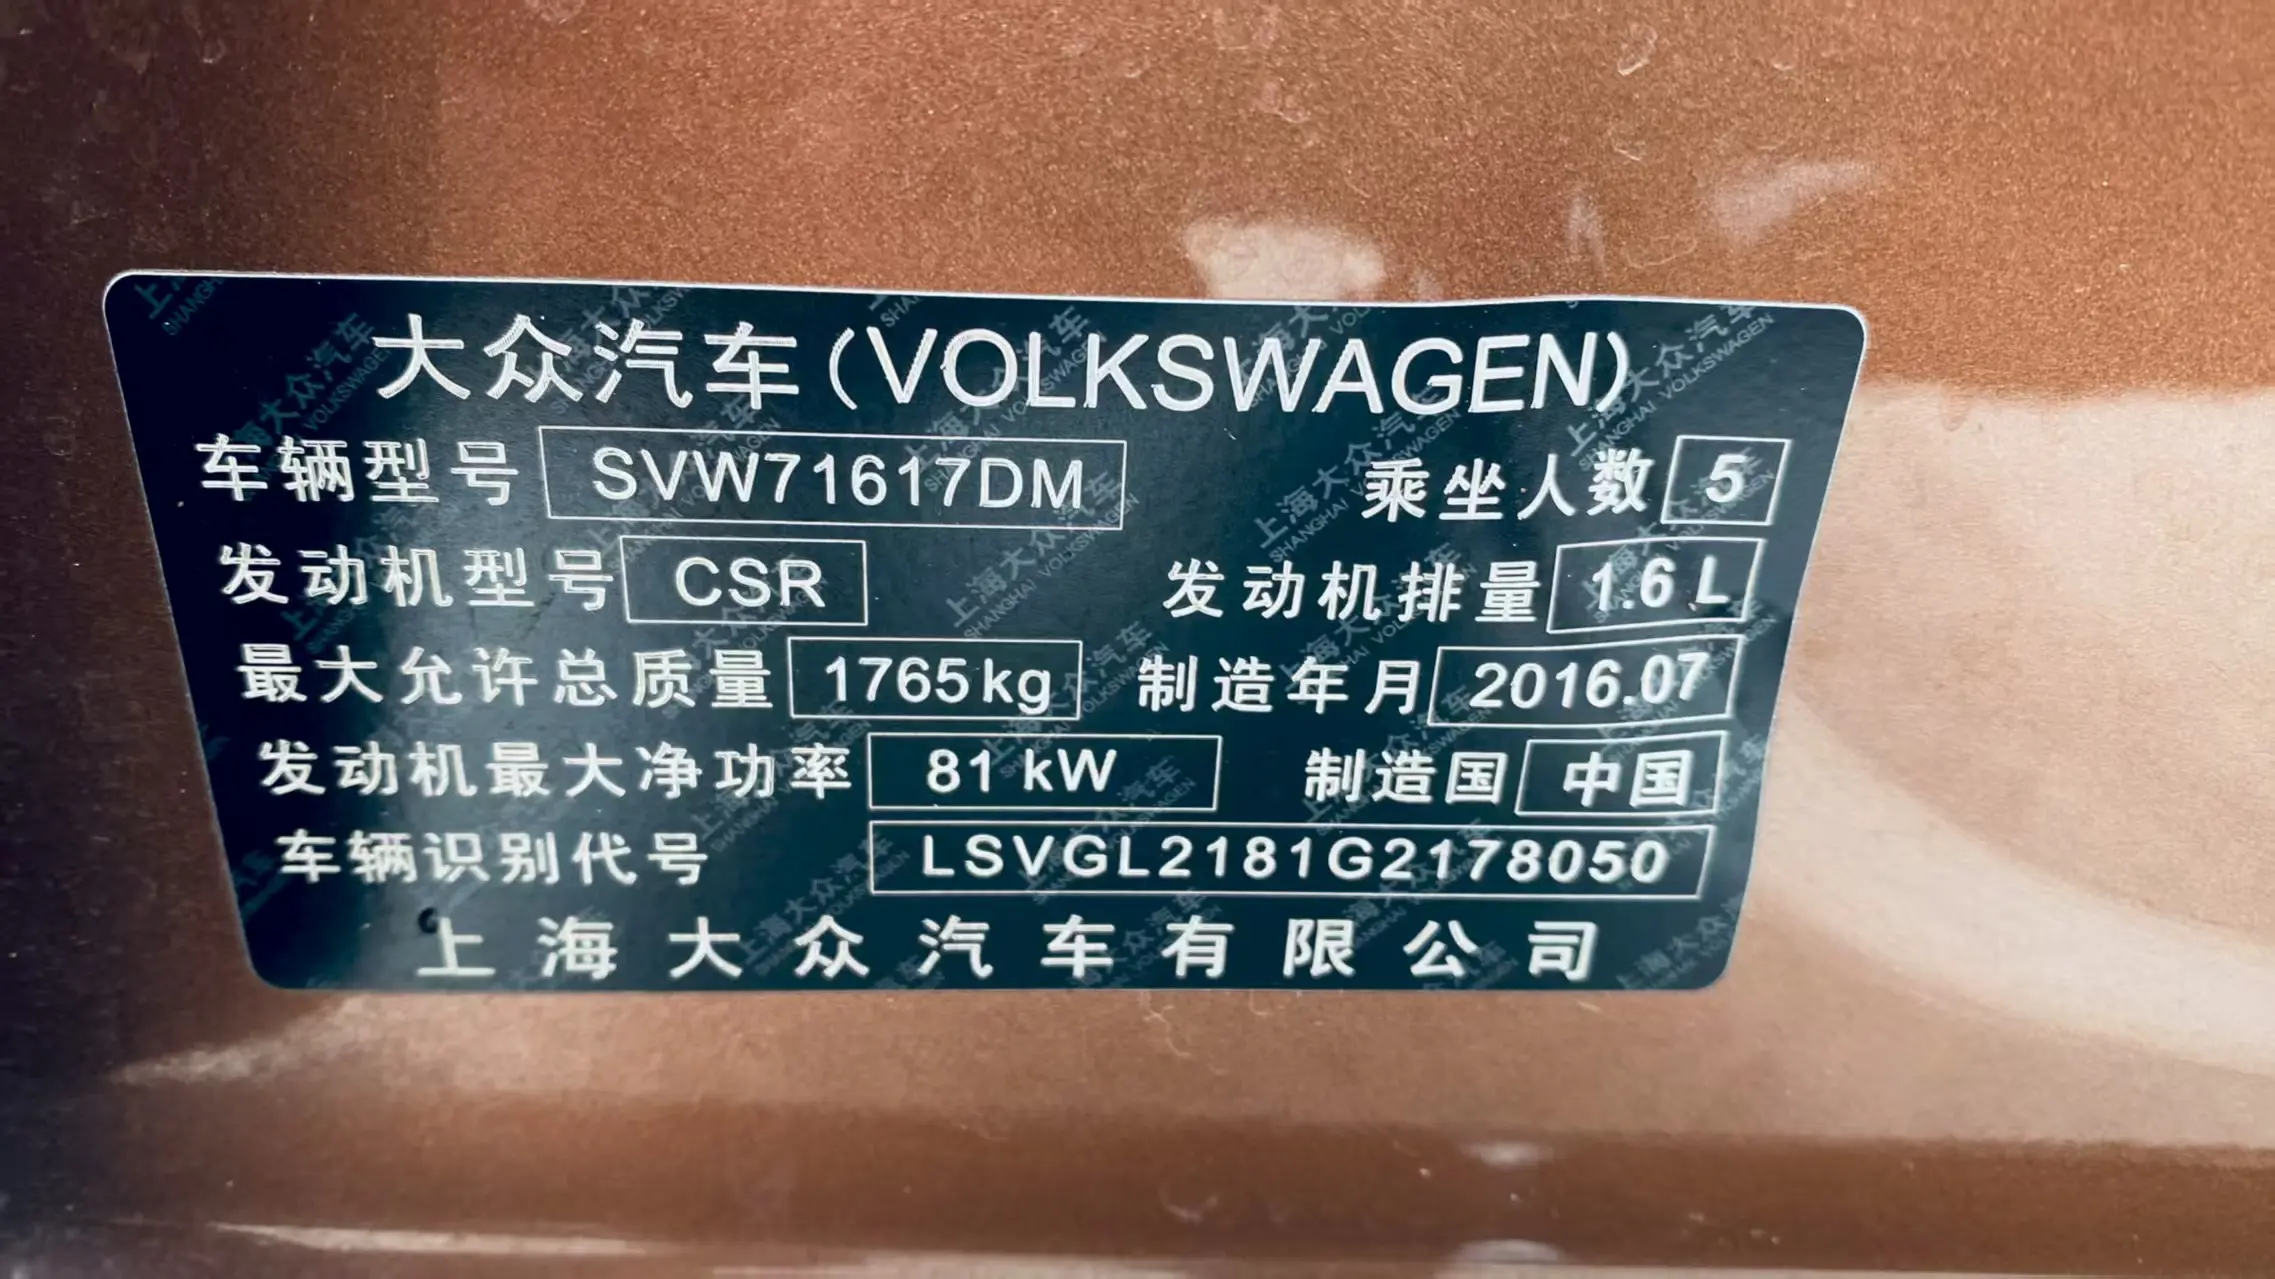 大众汽车(VOLKSWAGEN)
车辆型号 SVW71617DM 乘坐人数 5
发动机型号 CSR 发动机排量 1.6 L
最大允许总质量 1765kg 制造年月 2016.07
发动机最大净功率 81 kW 制造国 中国
车辆识别代号 LSVGL2181G2178050
上海大众汽车有限公司